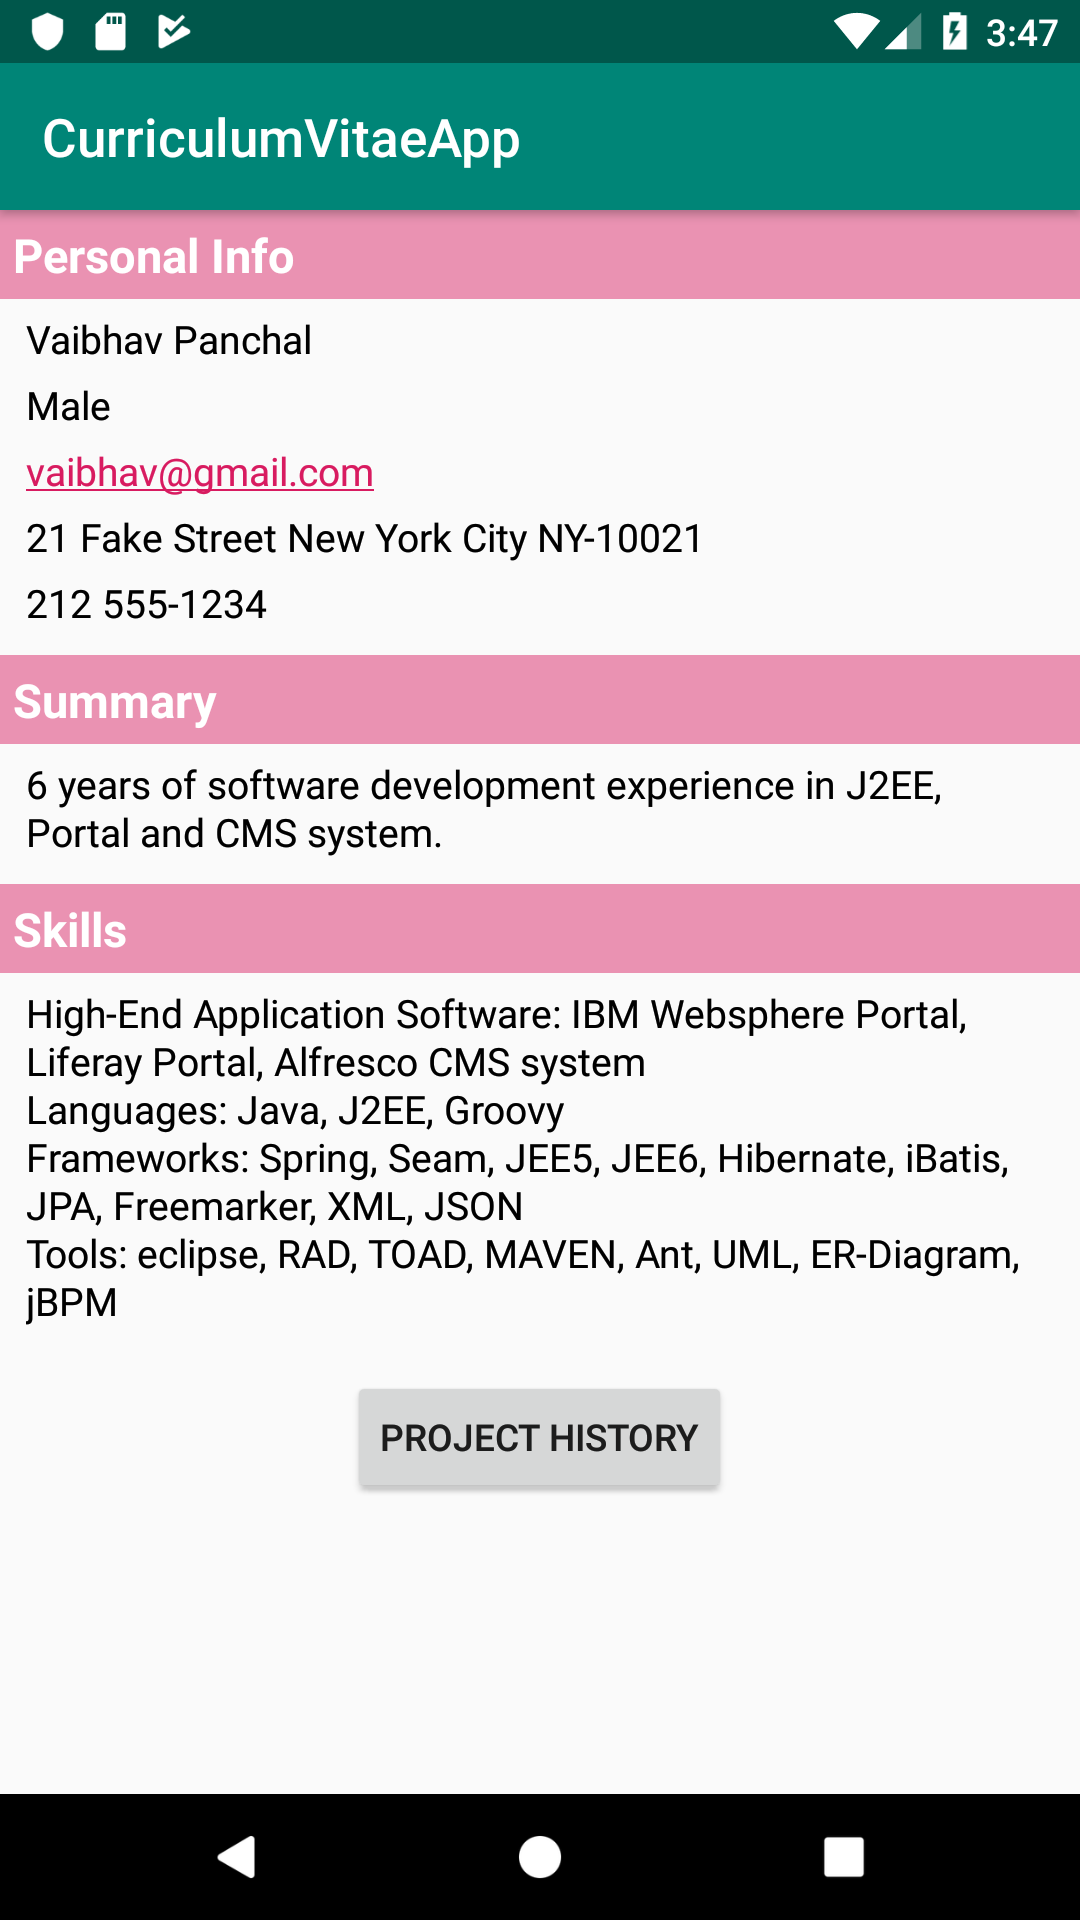 3:47
CurriculumVitaeApp
Personal Info
Vaibhav Panchal
Male
vaibhav@gmail.com
21 Fake Street New York City NY-10021
212 555-1234
Summary
6 years of software development experience in J2EE,
Portal and CMS system.
Skills
High-End Application Software: IBM Websphere Portal,
Liferay Portal, Alfresco CMS system
Languages: Java, J2EE, Groovy
Frameworks: Spring, Seam, JEE5, JEE6, Hibernate, iBatis,
JPA, Freemarker, XML, JSON
Tools: eclipse, RAD, TOAD, MAVEN, Ant, UML, ER-Diagram,
jBPM
PROJECT HISTORY